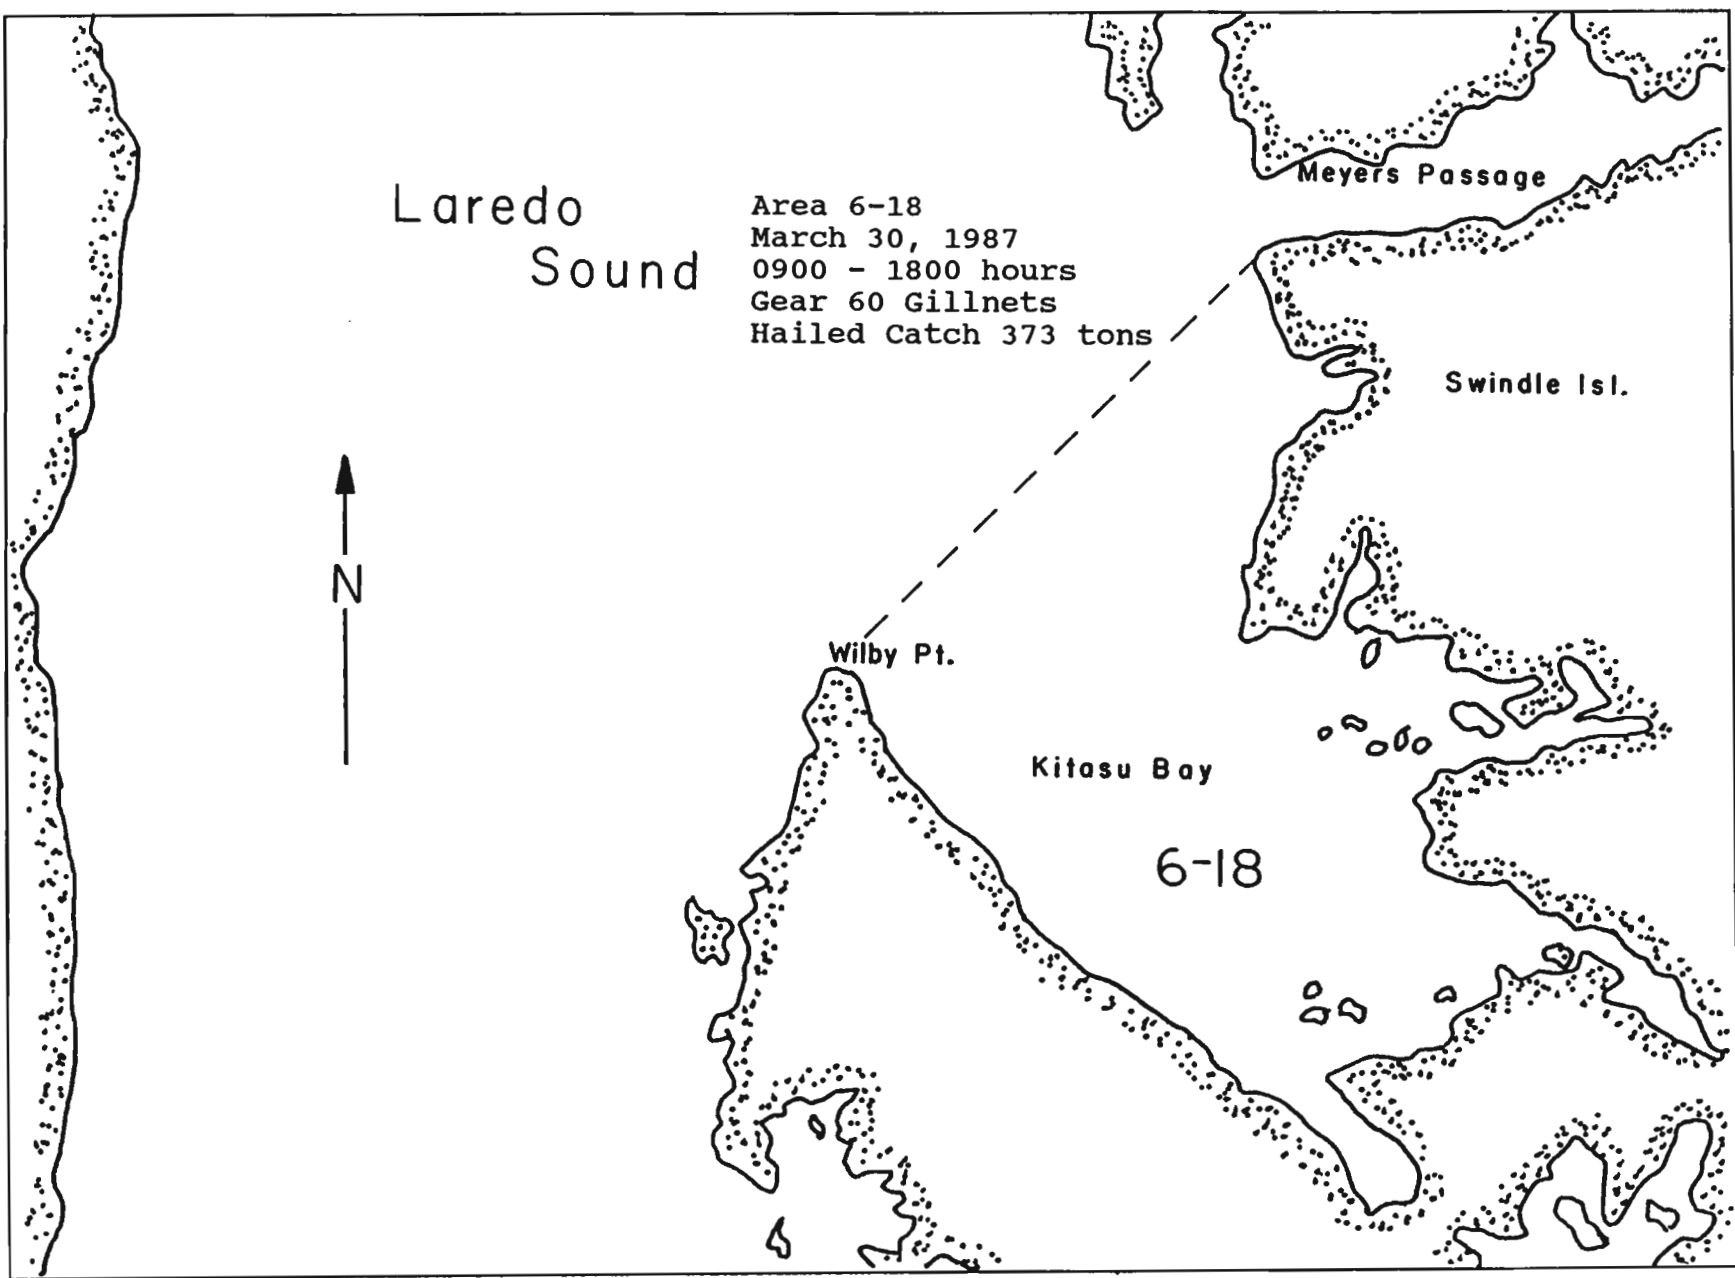 Meyers Passage
Laredo
Sound
Area 6-18
March 30, 1987
0900 - 1800 hours
Gear 60 Gillnets
Hailed Catch 373 tons
Swindle Isl.
N
Wilby Pt.
Kitasu Bay
6-18